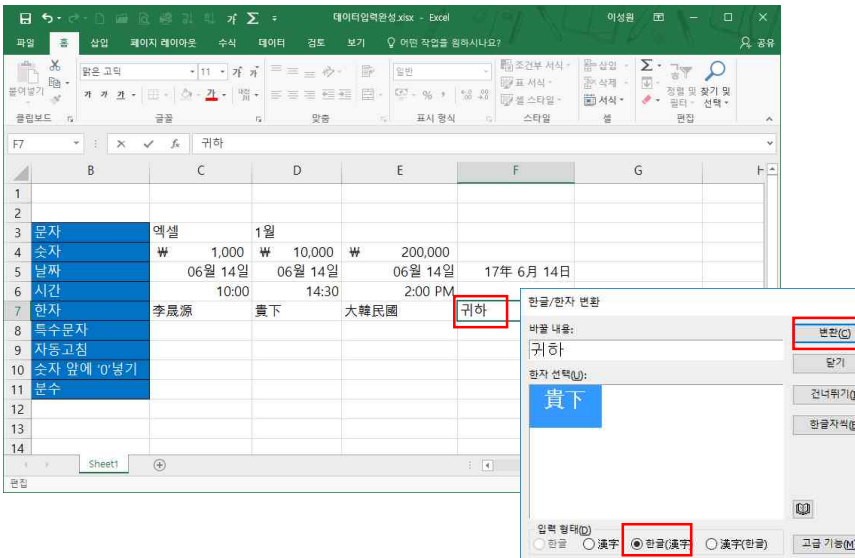 데이터입력완성.xlsx - Excel 이성원
파일 홈 삽입 페이지 레이아웃 수식 데이터 검토 보기 어떤 작업을 원하시나요? 공유
맑은 고딕 11 가 가 일반 조건부 서식 삽입
붙여넣기 가 가 가 가 % 표 서식 삭제 정렬 및 필터 찾기 및 선택
셀 스타일 서식
클립보드 글꼴 맞춤 표시 형식 스타일 셀 편집
F7 fx 귀하
B C D E F G H
1
2
3 문자 엑셀 1월
4 숫자 ₩ 1,000 ₩ 10,000 ₩ 200,000
5 날짜 06월 14일 06월 14일 06월 14일 17年 6月 14日
6 시간 10:00 14:30 2:00 PM
7 한자 李晟源 貴下 大韓民國 귀하
8 특수문자
9 자동고침
10 숫자 앞에 '0'넣기
11 분수
12
13
14
Sheet1
편집
한글/한자 변환
바꿀 내용:
귀하
변환(C)
닫기
한자 선택(U):
貴下
건너뛰기
한글자씩
입력 형태(D)
한글 漢字 한글(漢字) 漢字(한글)
고급 기능(M)